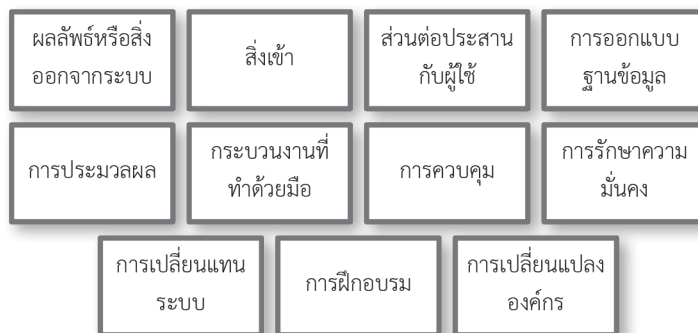 ผลลัพธ์หรือสิ่ง
ออกจากระบบ
สิ่งเข้า
ส่วนต่อประสาน
กับผู้ใช้
การออกแบบ
ฐานข้อมูล
การประมวลผล
กระบวนงานที่
ทำด้วยมือ
การควบคุม
การรักษาความ
มั่นคง
การเปลี่ยนแทน
ระบบ
การฝึกอบรม
การเปลี่ยนแปลง
องค์กร